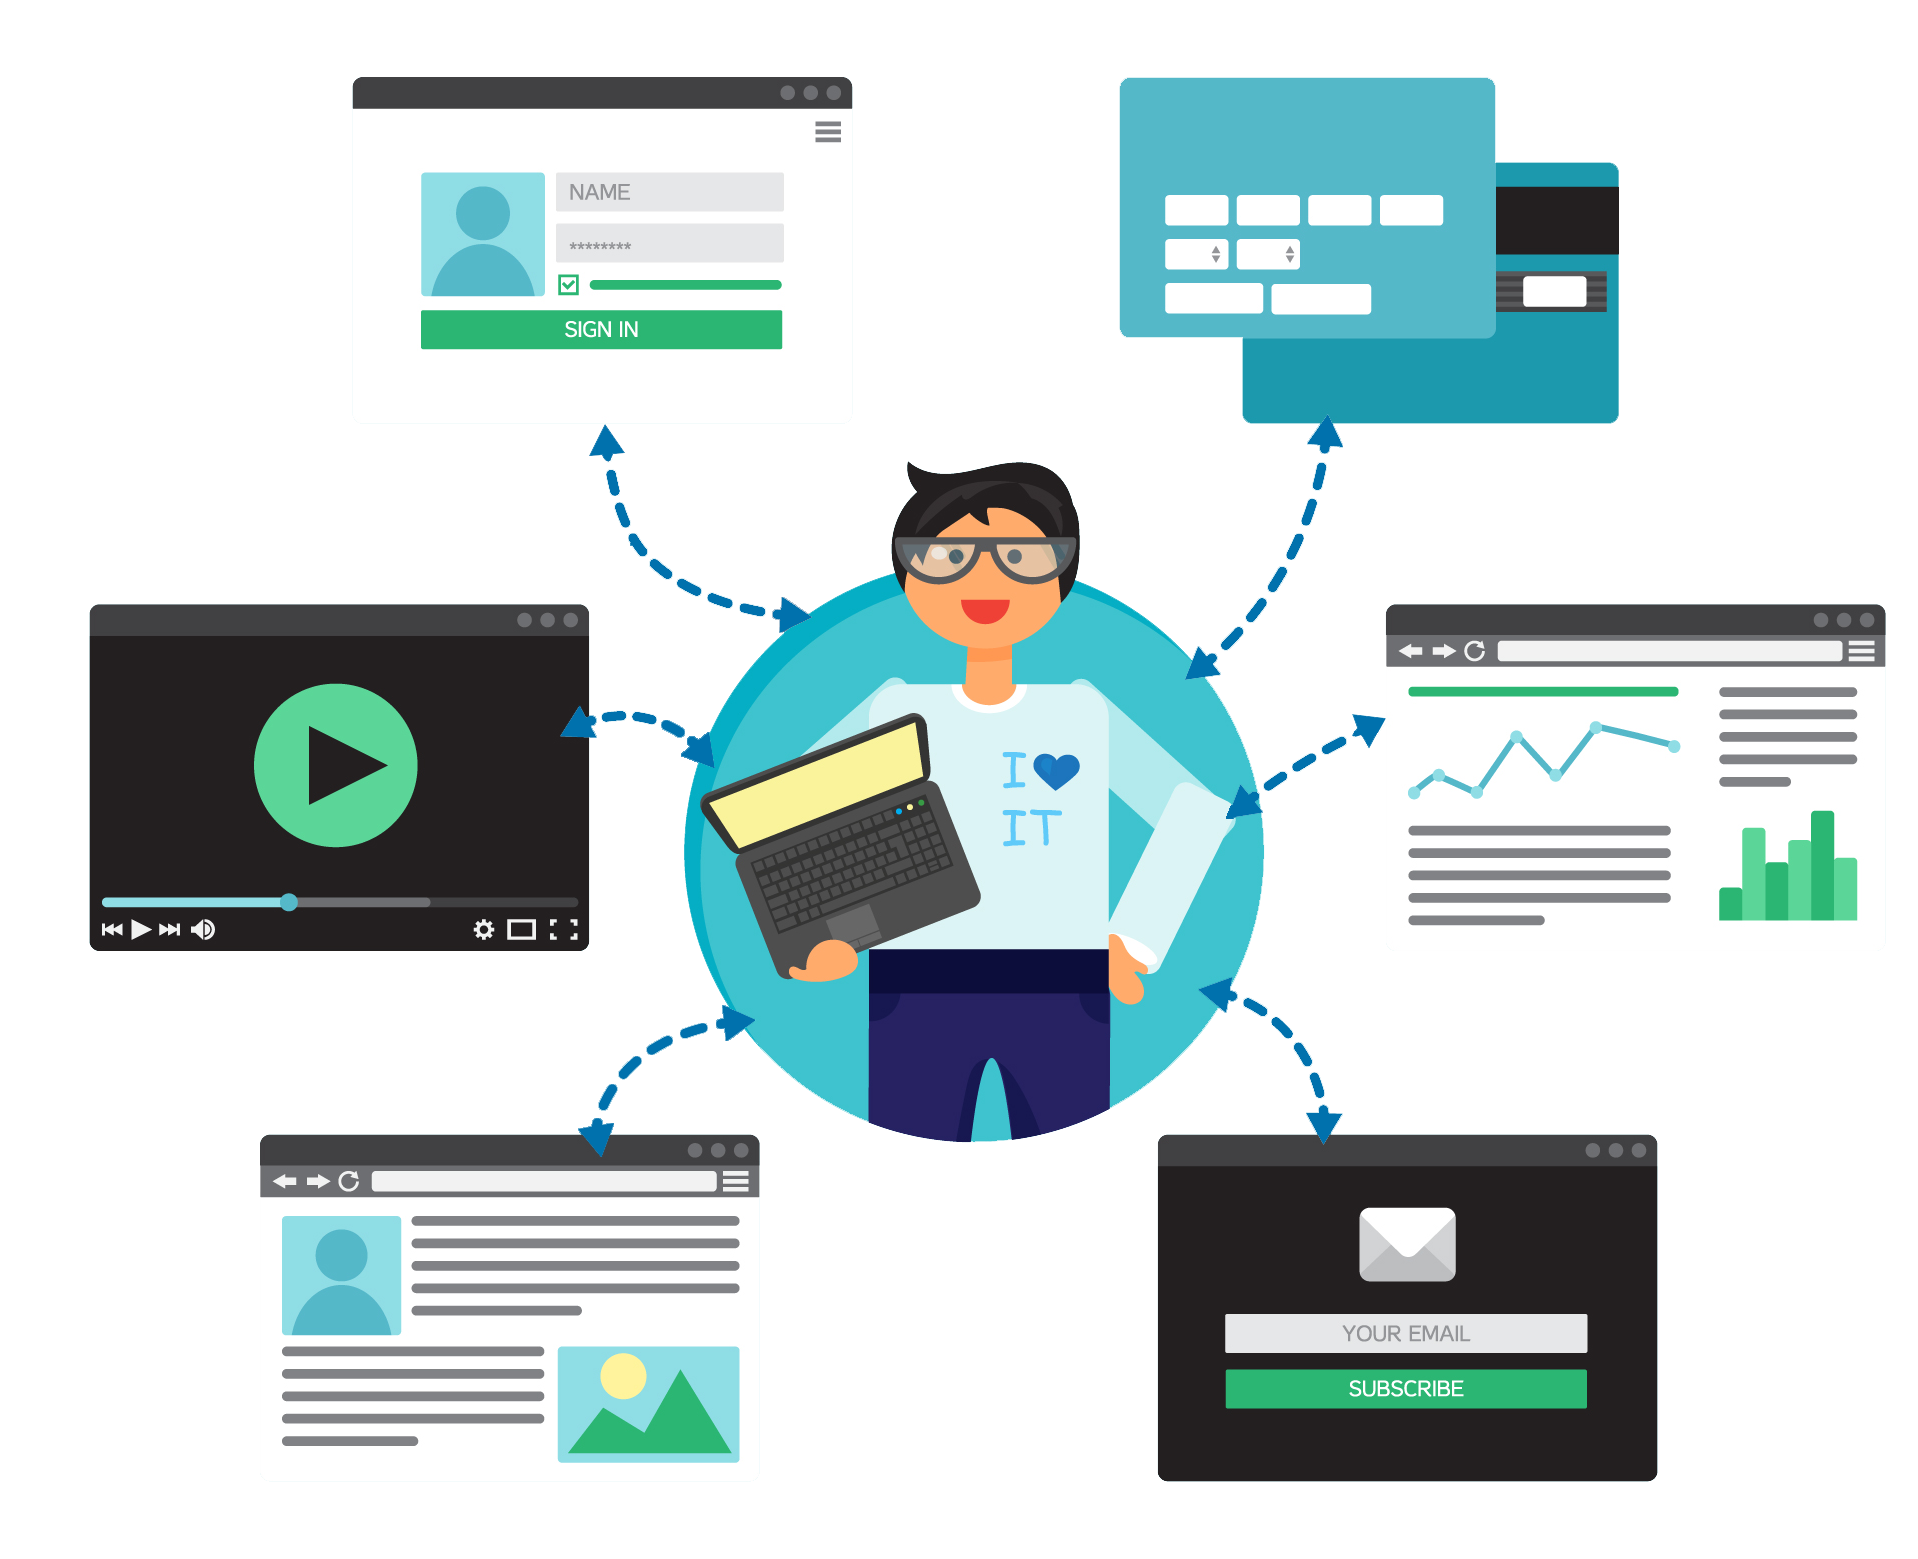 NAME
********
SIGN IN
I
IT
YOUR EMAIL
SUBSCRIBE